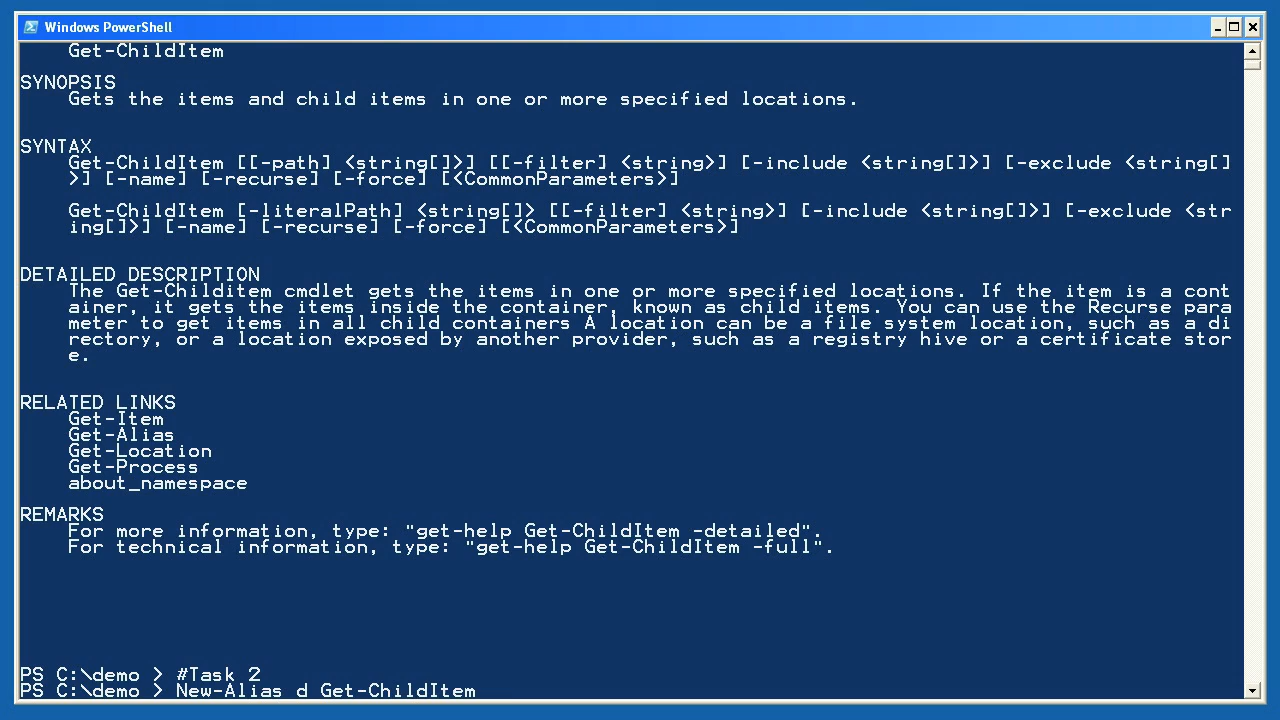 Windows PowerShell
Get-ChildItem
SYNOPSIS
Gets the items and child items in one or more specified locations.
SYNTAX
Get-ChildItem [[-path] <string[]>] [[-filter] <string>] [-include <string[]>] [-exclude <string[]
>] [-name] [-recurse] [-force] [<CommonParameters>]
Get-ChildItem [-literalPath] <string[]> [[-filter] <string>] [-include <string[]>] [-exclude <str
ing[]>] [-name] [-recurse] [-force] [<CommonParameters>]
DETAILED DESCRIPTION
The Get-Childitem cmdlet gets the items in one or more specified locations. If the item is a cont
ainer, it gets the items inside the container, known as child items. You can use the Recurse para
meter to get items in all child containers A location can be a file system location, such as a di
rectory, or a location exposed by another provider, such as a registry hive or a certificate stor
e.
RELATED LINKS
Get-Item
Get-Alias
Get-Location
Get-Process
about_namespace
REMARKS
For more information, type: "get-help Get-ChildItem -detailed".
For technical information, type: "get-help Get-ChildItem -full".
PS C:\demo > #Task 2
PS C:\demo > New-Alias d Get-ChildItem